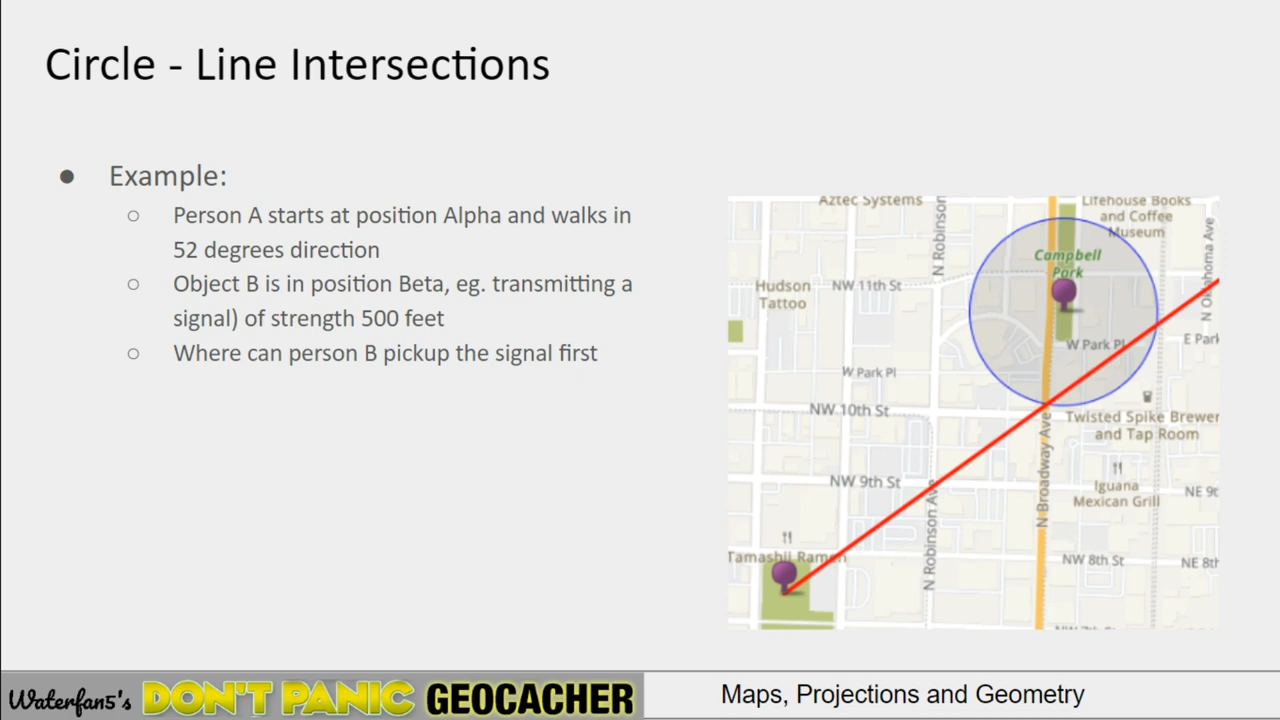 Circle - Line Intersections
● Example:
○ Person A starts at position Alpha and walks in
52 degrees direction
○ Object B is in position Beta, eg. transmitting a
signal) of strength 500 feet
○ Where can person B pickup the signal first
Aztec Systems
Lifehouse Books
and Coffee
Museum
N Robinson
Campbell
Park
N Oklahoma Ave
Hudson
Tattoo
NW 11th St
W Park Pl
E Park
W Park Pl
NW 10th St
Twisted Spike Brewer
and Tap Room
N Broadway Ave
NW 9th St
Iguana
Mexican Grill
NE 9t
N Robinson Ave
Tamashii Ramen
NW 8th St
NE 8th
Waterfan5's DON'T PANIC GEOCACHER
Maps, Projections and Geometry